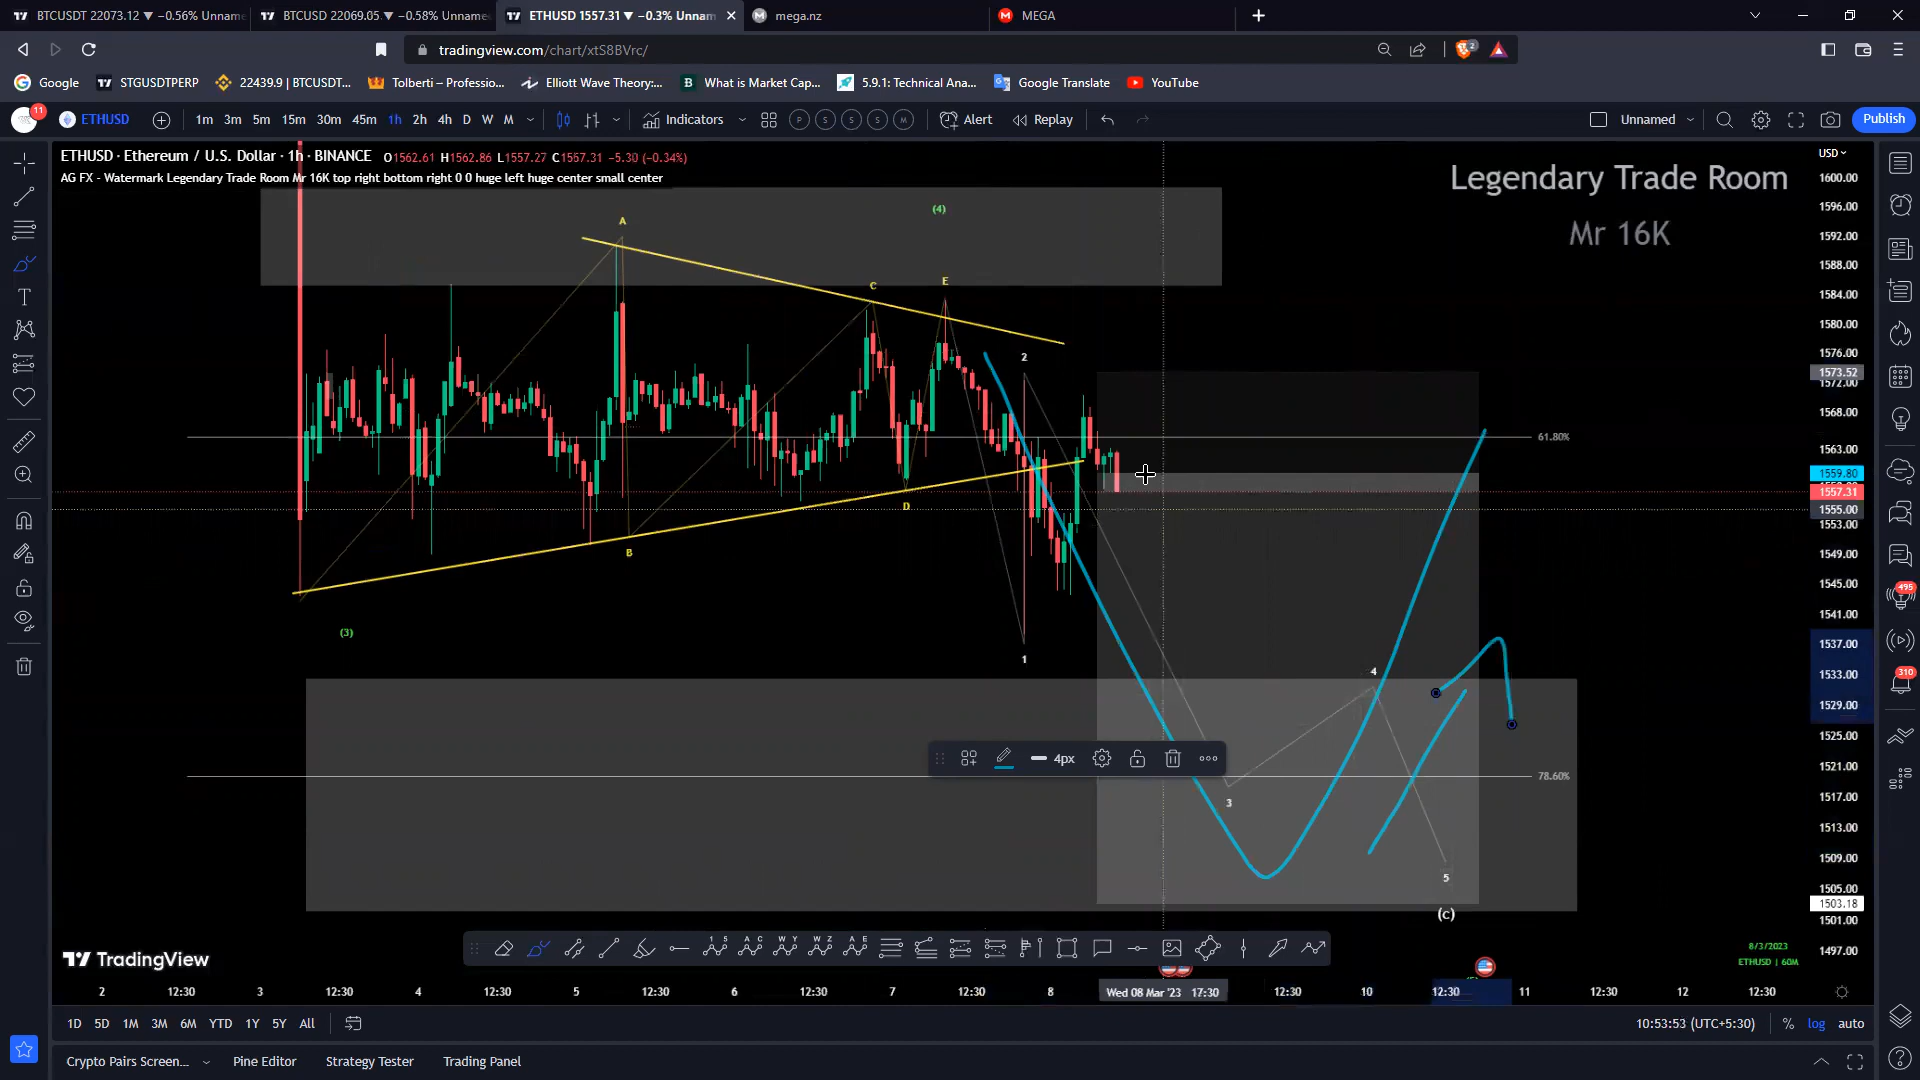 BTCUSDT 22073.12 ▼ −0.56% Unname
BTCUSD 22069.05 ▼ −0.58% Unname
ETHUSD 1557.31 ▼ −0.3% Unnam
mega.nz
MEGA
tradingview.com/chart/xtS8BVrc/
2
Google
STGUSDTPERP
22439.9 | BTCUSDT...
Tolberti – Professio...
Elliott Wave Theory:...
What is Market Cap...
5.9.1: Technical Ana...
Google Translate
YouTube
11
ETHUSD
1m 3m 5m 15m 30m 45m 1h 2h 4h D W M
Indicators
P S S S M
Alert
Replay
Unnamed
Publish
ETHUSD · Ethereum / U.S. Dollar · 1h · BINANCE O1562.61 H1562.86 L1557.27 C1557.31 −5.30 (−0.34%)
AG FX - Watermark Legendary Trade Room Mr 16K top right bottom right 0 0 huge left huge center small center
Legendary Trade Room
Mr 16K
USD
1600.00
1596.00
1592.00
1588.00
1584.00
1580.00
1576.00
1573.52
1572.00
1568.00
1563.00
1559.80
1557.31
1555.00
1553.00
1549.00
1545.00
1541.00
1537.00
1533.00
1529.00
1525.00
1521.00
1517.00
1513.00
1509.00
1505.00
1503.18
1501.00
1497.00
A
(4)
C
E
2
61.80%
D
B
(3)
1
4
4px
78.60%
3
5
(c)
495
310
TradingView
8/3/2023
ETHUSD | 60M
2 12:30 3 12:30 4 12:30 5 12:30 6 12:30 7 12:30 8 Wed 08 Mar '23 17:30 12:30 10 12:30 11 12:30 12 12:30
1D 5D 1M 3M 6M YTD 1Y 5Y All
10:53:53 (UTC+5:30)
% log auto
Crypto Pairs Screen...
Pine Editor
Strategy Tester
Trading Panel